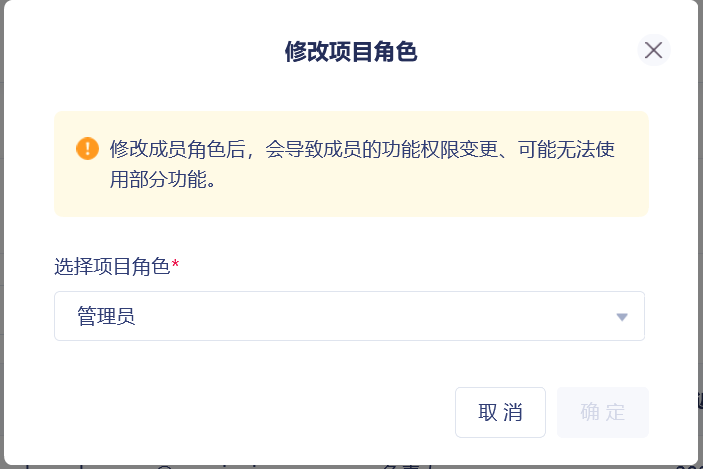 修改项目角色
修改成员角色后，会导致成员的功能权限变更、可能无法使
用部分功能。
选择项目角色*
管理员
取 消
确 定